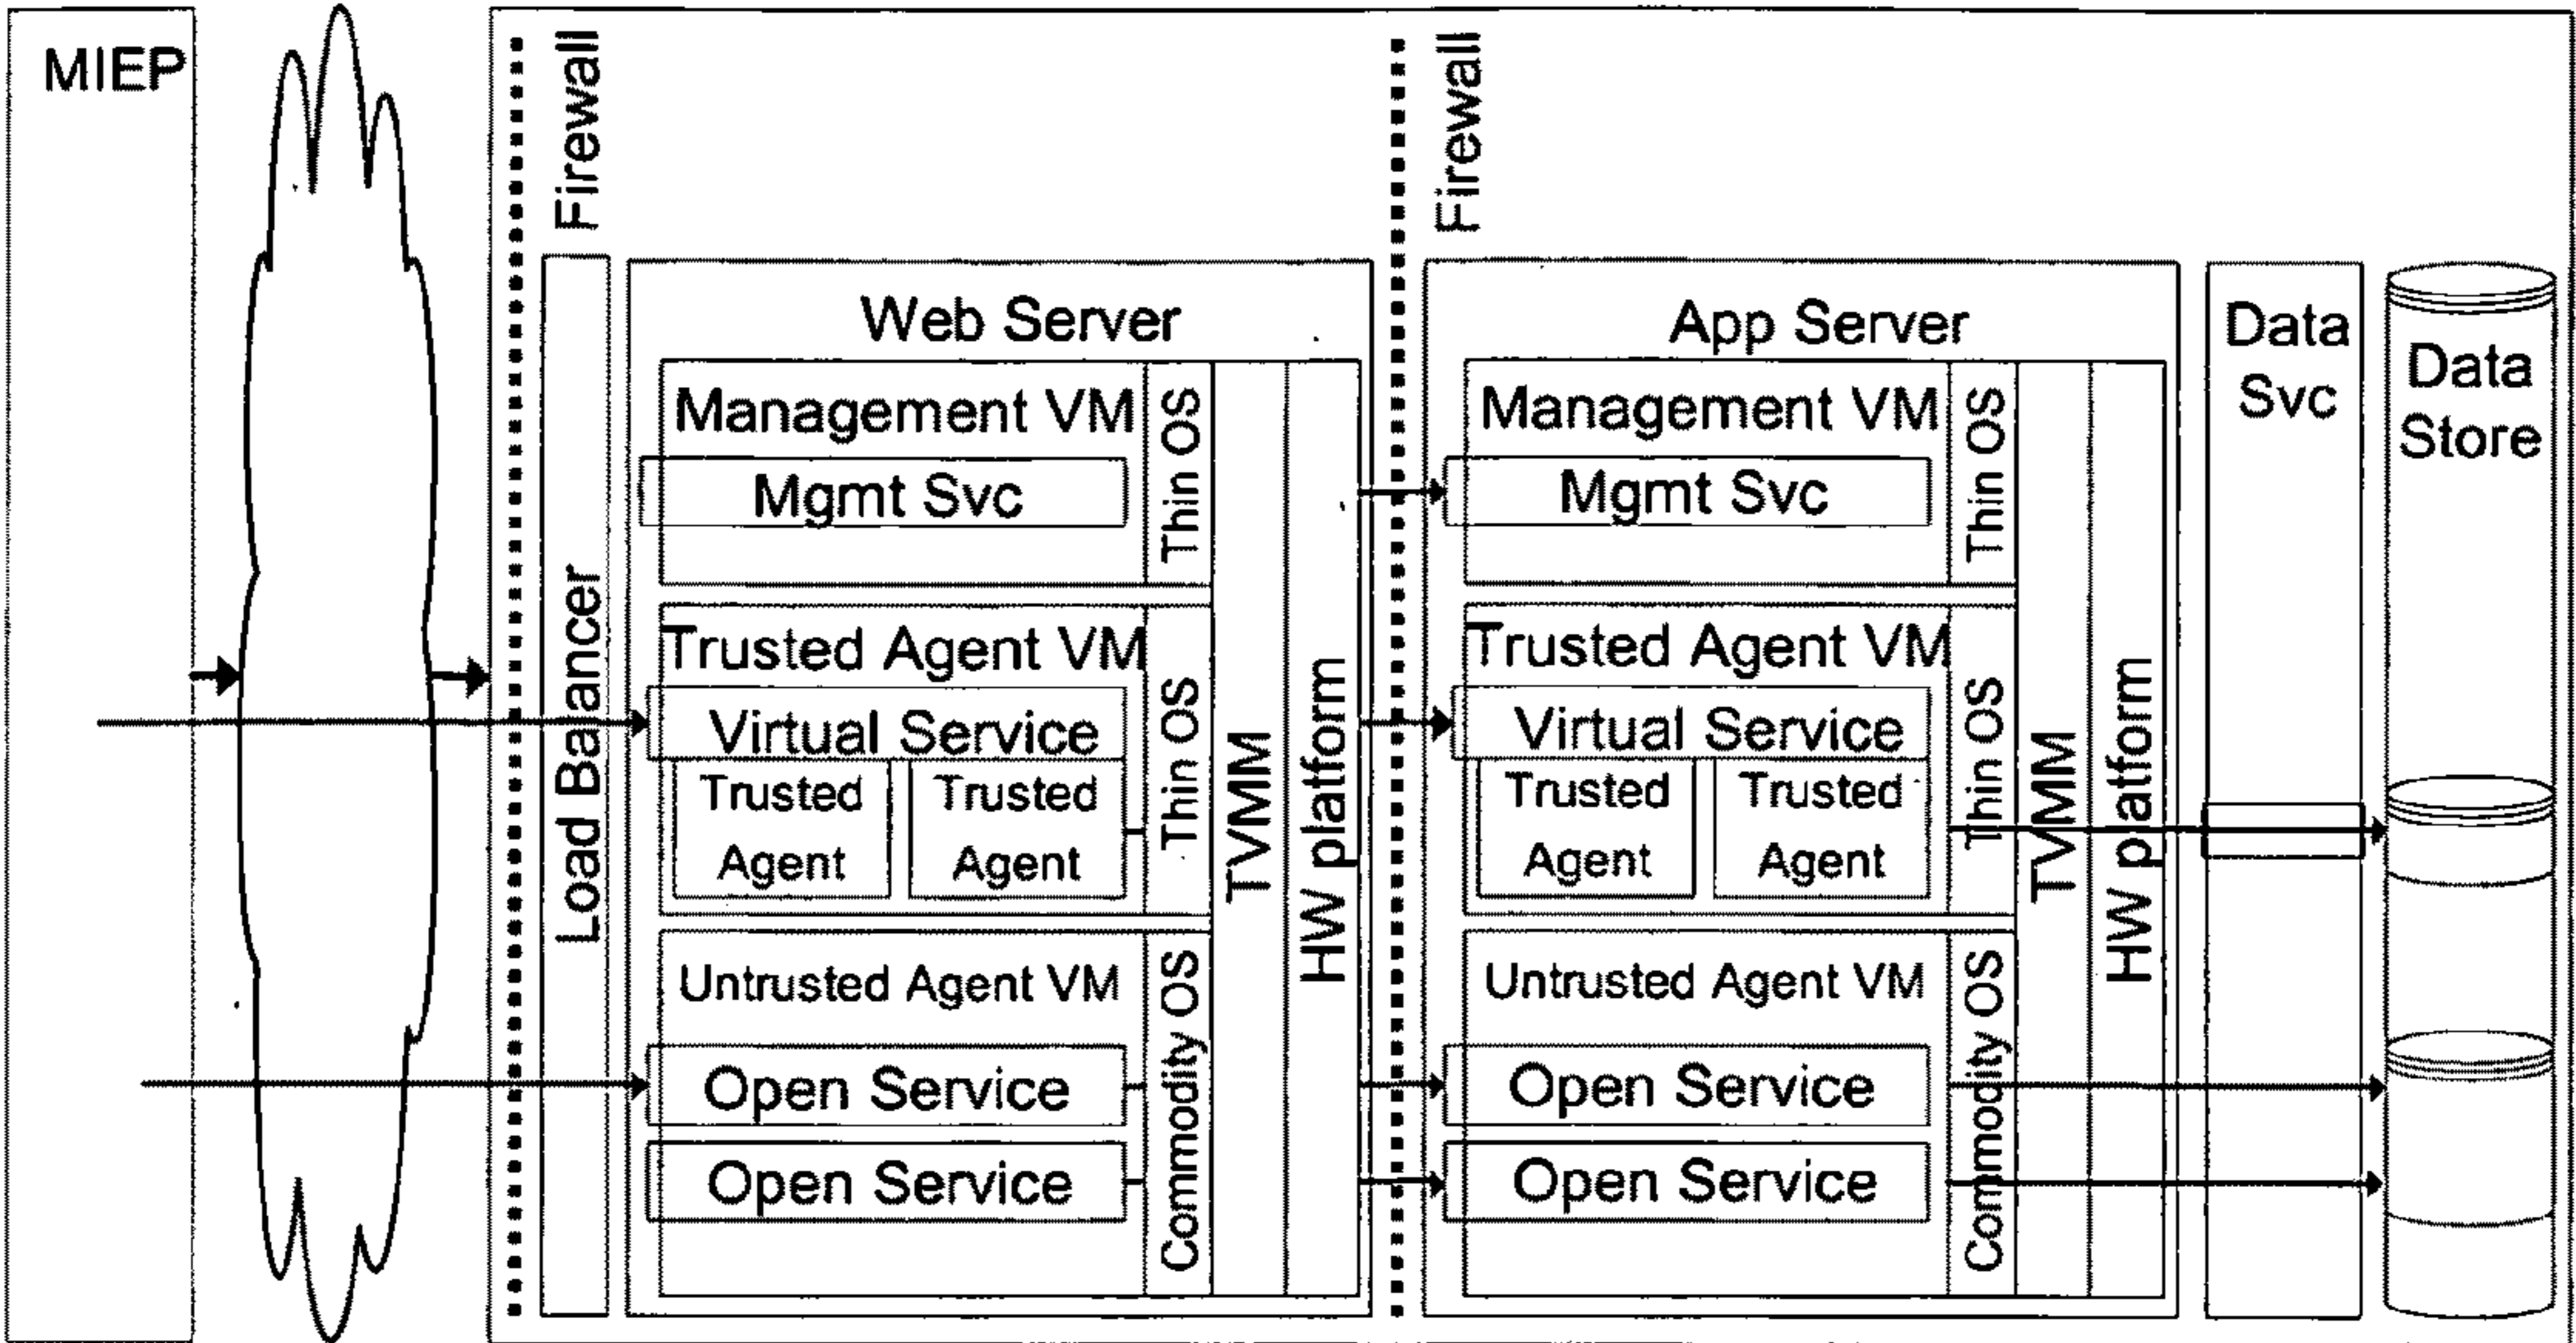 MIEP
Firewall
Load Balancer
Web Server
Management VM
Mgmt Svc
Thin OS
Trusted Agent VM
Virtual Service
Trusted
Agent
Trusted
Agent
Thin OS
Untrusted Agent VM
Open Service
Open Service
Commodity OS
TVMM
HW platform
Firewall
App Server
Management VM
Mgmt Svc
Thin OS
Trusted Agent VM
Virtual Service
Trusted
Agent
Trusted
Agent
Thin OS
Untrusted Agent VM
Open Service
Open Service
Commodity OS
TVMM
HW platform
Data
Svc
Data
Store